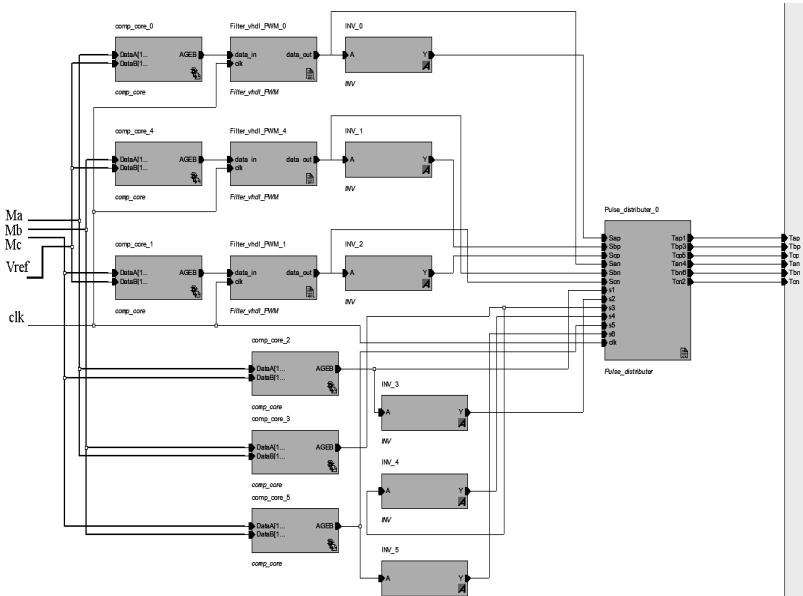 comp_core_0
DataA[1...
DataB[1...
AGEB
comp_core
Filter_vhdl_PWM_0
data_in
clk
data_out
Filter_vhdl_PWM
INV_0
A
Y
INV
comp_core_4
DataA[1...
DataB[1...
AGEB
comp_core
Filter_vhdl_PWM_4
data in
clk
data out
Filter_vhdl_PWM
INV_1
A
Y
INV
Ma
Mb
Mc
Vref
clk
comp_core_1
DataA[1...
DataB[1...
AGEB
comp_core
Filter_vhdl_PWM_1
data_in
clk
data_out
Filter_vhdl_PWM
INV_2
A
Y
INV
comp_core_2
DataA[1...
DataB[1...
AGEB
comp_core
INV_3
A
Y
INV
comp_core_3
DataA[1...
DataB[1...
AGEB
comp_core
INV_4
A
Y
INV
comp_core_5
DataA[1...
DataB[1...
AGEB
comp_core
INV_5
A
Y
Pulse_distributer_0
Sap
Sbp
Scp
San
Sbn
Scn
s1
s2
s3
s4
s5
s6
clk
Tap1
Tbp3
Tcp5
Tan4
Tbn6
Tcn2
Pulse_distributer
Tap
Tbp
Tcp
Tan
Tbn
Tcn